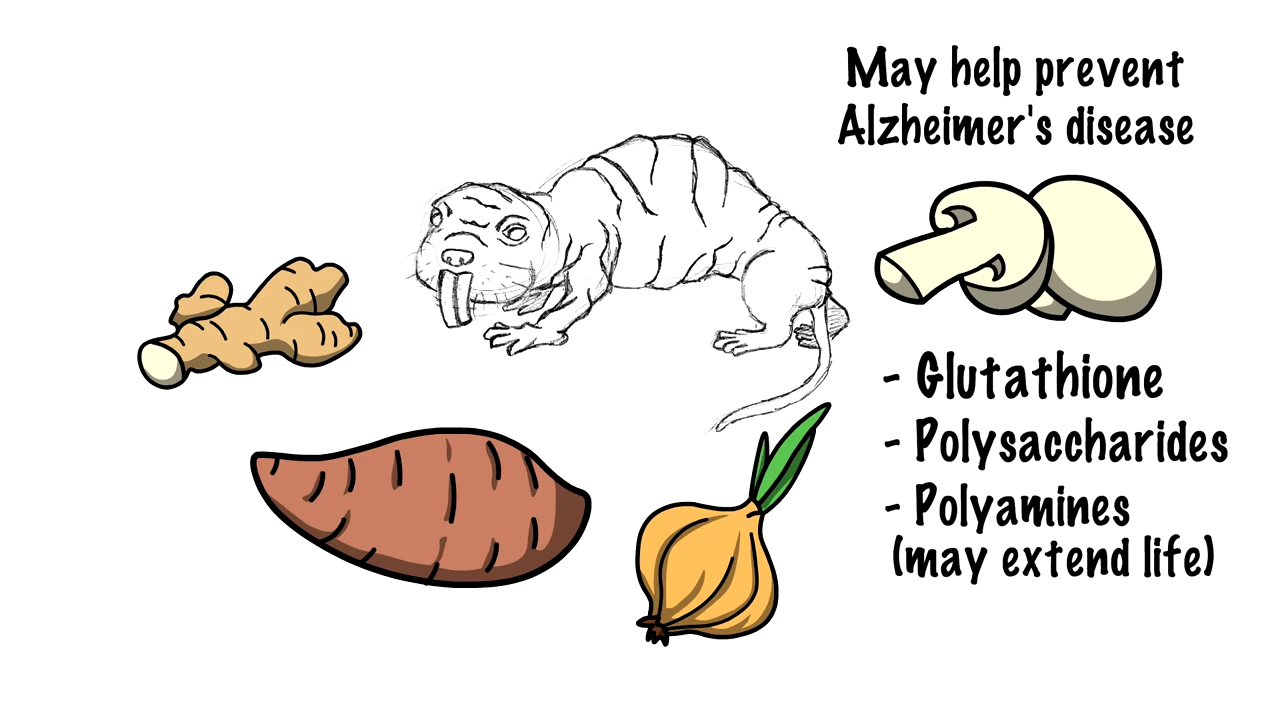 May help prevent
Alzheimer's disease
- Glutathione
- Polysaccharides
- Polyamines
(may extend life)